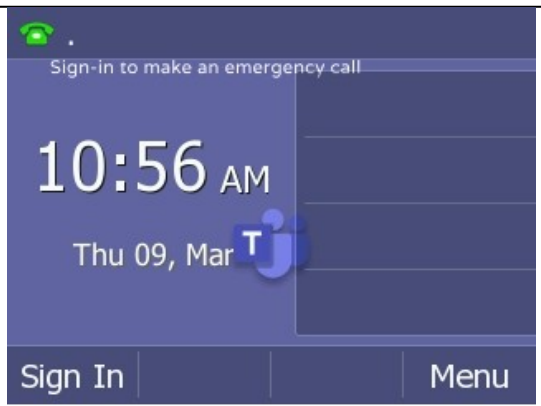 .
Sign-in to make an emergency call
10:56 AM
Thu 09, Mar
T
Sign In
Menu